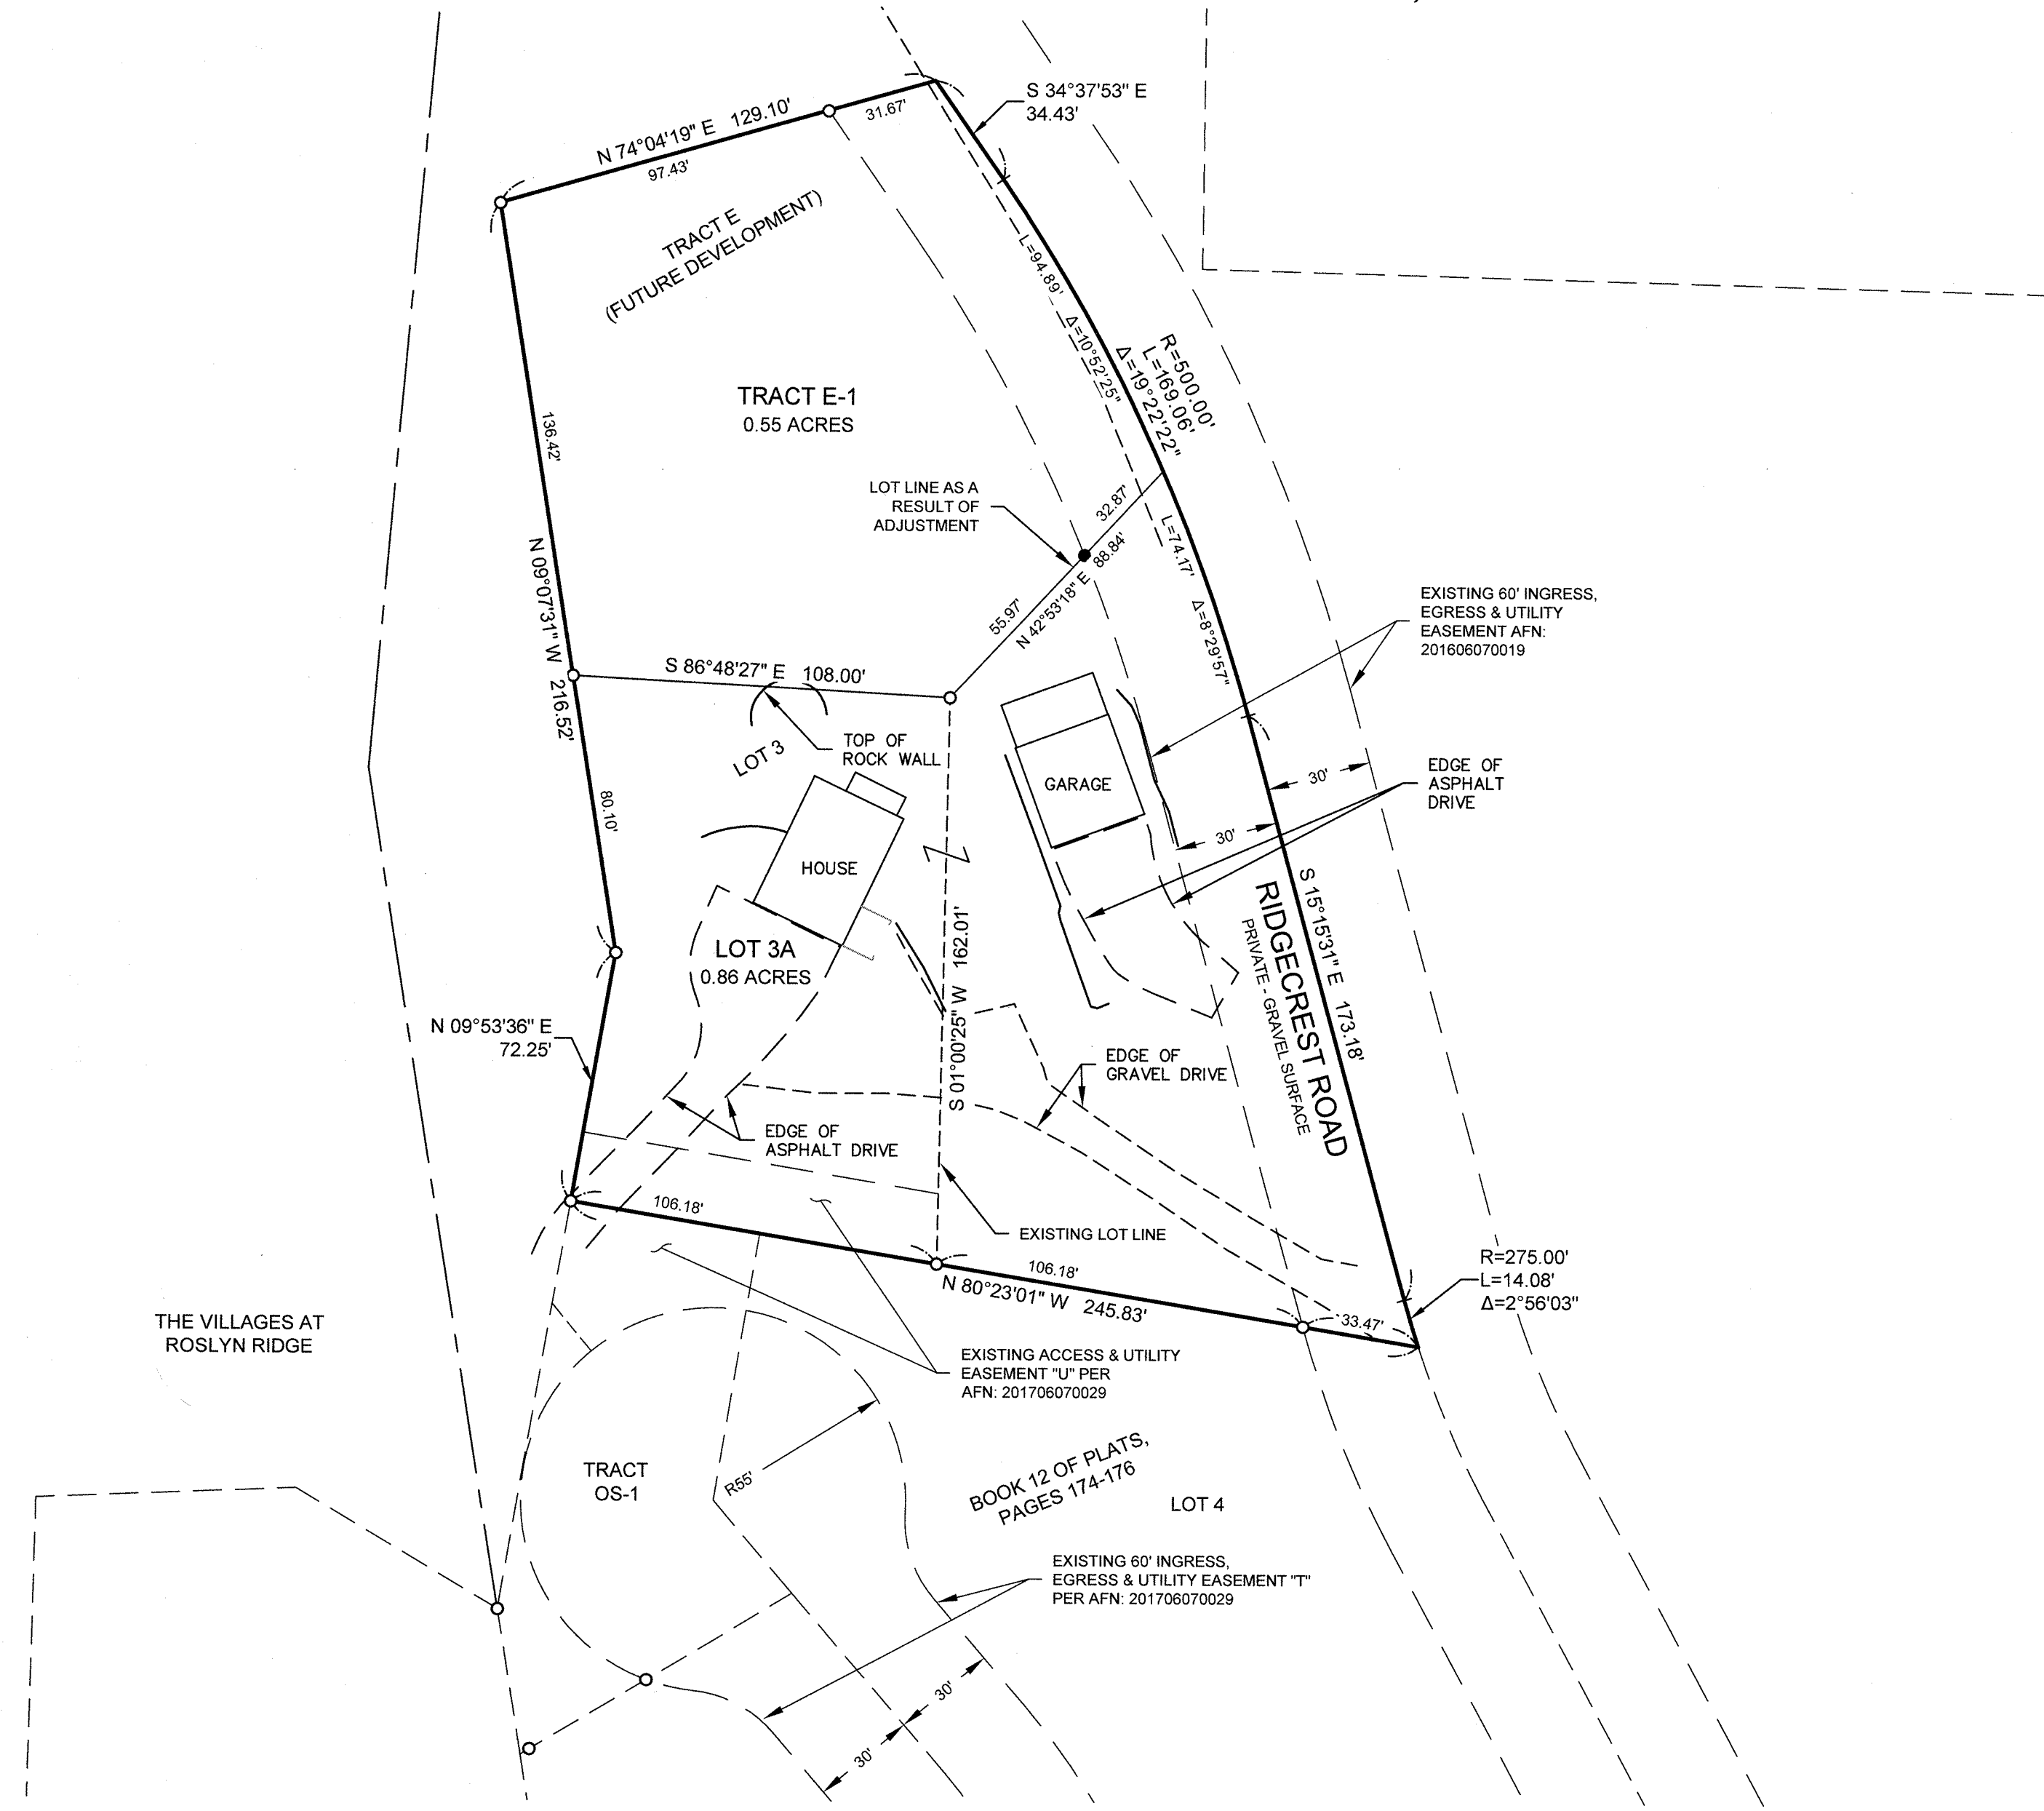 S 34°37'53" E
34.43'
N 74°04'19" E 129.10'
31.67'
97.43'
TRACT E
(FUTURE DEVELOPMENT)
L=94.89'
Δ=10°52'25"
R=500.00'
L=169.06'
Δ=19°22'22"
TRACT E-1
0.55 ACRES
136.42'
LOT LINE AS A
RESULT OF
ADJUSTMENT
32.87'
88.84'
N 42°53'18" E
55.97'
L=74.17'
Δ=8°29'57"
N 09°07'31" W 216.52'
EXISTING 60' INGRESS,
EGRESS & UTILITY
EASEMENT AFN:
201606070019
S 86°48'27" E 108.00'
LOT 3
TOP OF
ROCK WALL
GARAGE
30'
EDGE OF
ASPHALT
DRIVE
80.10'
30'
HOUSE
LOT 3A
0.86 ACRES
S 01°00'25" W 162.01'
S 15°15'31" E 173.18'
RIDGECREST ROAD
PRIVATE - GRAVEL SURFACE
N 09°53'36" E
72.25'
EDGE OF
GRAVEL DRIVE
EDGE OF
ASPHALT DRIVE
106.18'
EXISTING LOT LINE
106.18'
N 80°23'01" W 245.83'
33.47'
R=275.00'
L=14.08'
Δ=2°56'03"
THE VILLAGES AT
ROSLYN RIDGE
EXISTING ACCESS & UTILITY
EASEMENT "U" PER
AFN: 201706070029
TRACT
OS-1
R55'
BOOK 12 OF PLATS,
PAGES 174-176
LOT 4
EXISTING 60' INGRESS,
EGRESS & UTILITY EASEMENT "T"
PER AFN: 201706070029
30'
30'